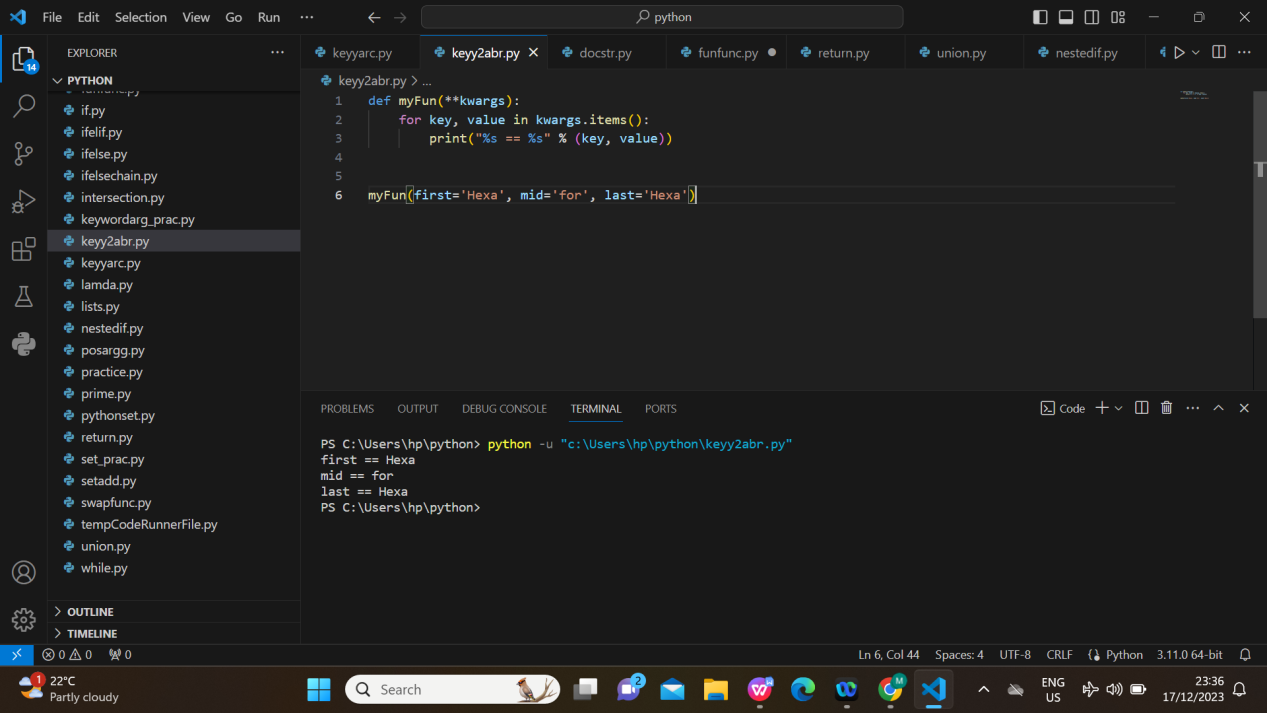 File Edit Selection View Go Run ···
python
EXPLORER ···
14
PYTHON
funfunc.py
if.py
ifelif.py
ifelse.py
ifelsechain.py
intersection.py
keywordarg_prac.py
keyy2abr.py
keyyarc.py
lamda.py
lists.py
nestedif.py
posargg.py
practice.py
prime.py
pythonset.py
return.py
set_prac.py
setadd.py
swapfunc.py
tempCodeRunnerFile.py
union.py
while.py
OUTLINE
TIMELINE
keyyarc.py keyy2abr.py docstr.py funfunc.py return.py union.py nestedif.py ···
keyy2abr.py > ...
1 def myFun(**kwargs):
2 for key, value in kwargs.items():
3 print("%s == %s" % (key, value))
4
5
6 myFun(first='Hexa', mid='for', last='Hexa')
PROBLEMS OUTPUT DEBUG CONSOLE TERMINAL PORTS Code ···
PS C:\Users\hp\python> python -u "c:\Users\hp\python\keyy2abr.py"
first == Hexa
mid == for
last == Hexa
PS C:\Users\hp\python>
0 0 0 Ln 6, Col 44 Spaces: 4 UTF-8 CRLF Python 3.11.0 64-bit
1 22°C
Partly cloudy
Search
2
W
M
ENG
US
23:36
17/12/2023